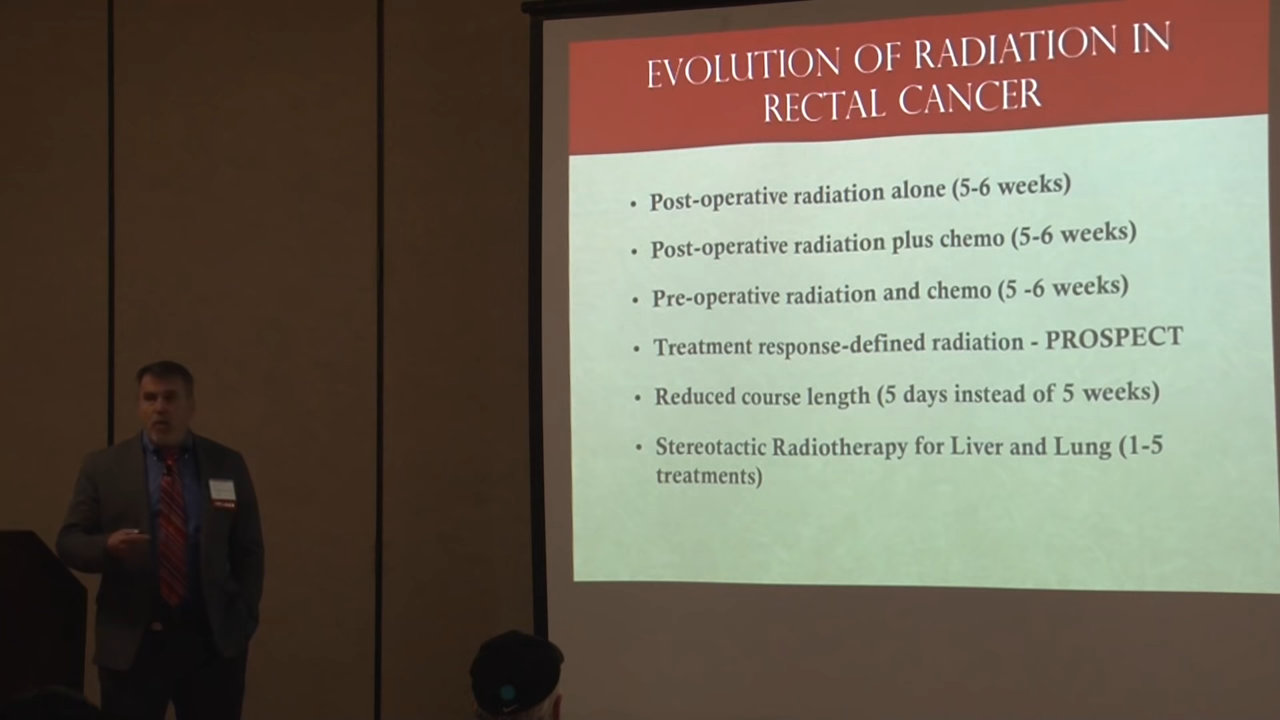 EVOLUTION OF RADIATION IN
RECTAL CANCER
• Post-operative radiation alone (5-6 weeks)
• Post-operative radiation plus chemo (5-6 weeks)
• Pre-operative radiation and chemo (5 -6 weeks)
• Treatment response-defined radiation - PROSPECT
• Reduced course length (5 days instead of 5 weeks)
• Stereotactic Radiotherapy for Liver and Lung (1-5
treatments)